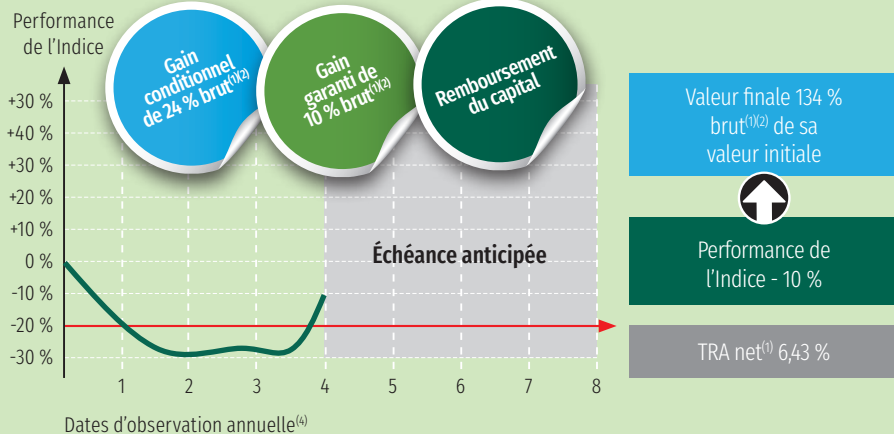 Performance
de l'Indice
Gain
conditionnel
de 24 % brut(1)(2)
Gain
garanti de
10 % brut(1)(2)
Remboursement
du capital
+30 %
+40 %
+30 %
+20 %
+10 %
0 %
-10 %
-20 %
-30 %
Échéance anticipée
1 2 3 4 5 6 7 8
Dates d'observation annuelle(4)
Valeur finale 134 %
brut(1)(2) de sa
valeur initiale
Performance de
l'Indice - 10 %
TRA net(1) 6,43 %